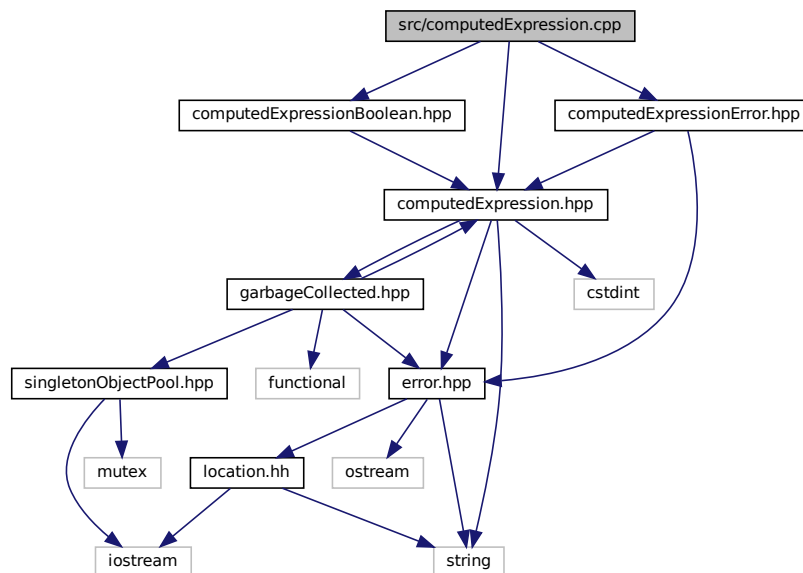 src/computedExpression.cpp
computedExpressionBoolean.hpp
computedExpressionError.hpp
computedExpression.hpp
garbageCollected.hpp
cstdint
singletonObjectPool.hpp
functional
error.hpp
mutex
location.hh
ostream
iostream
string